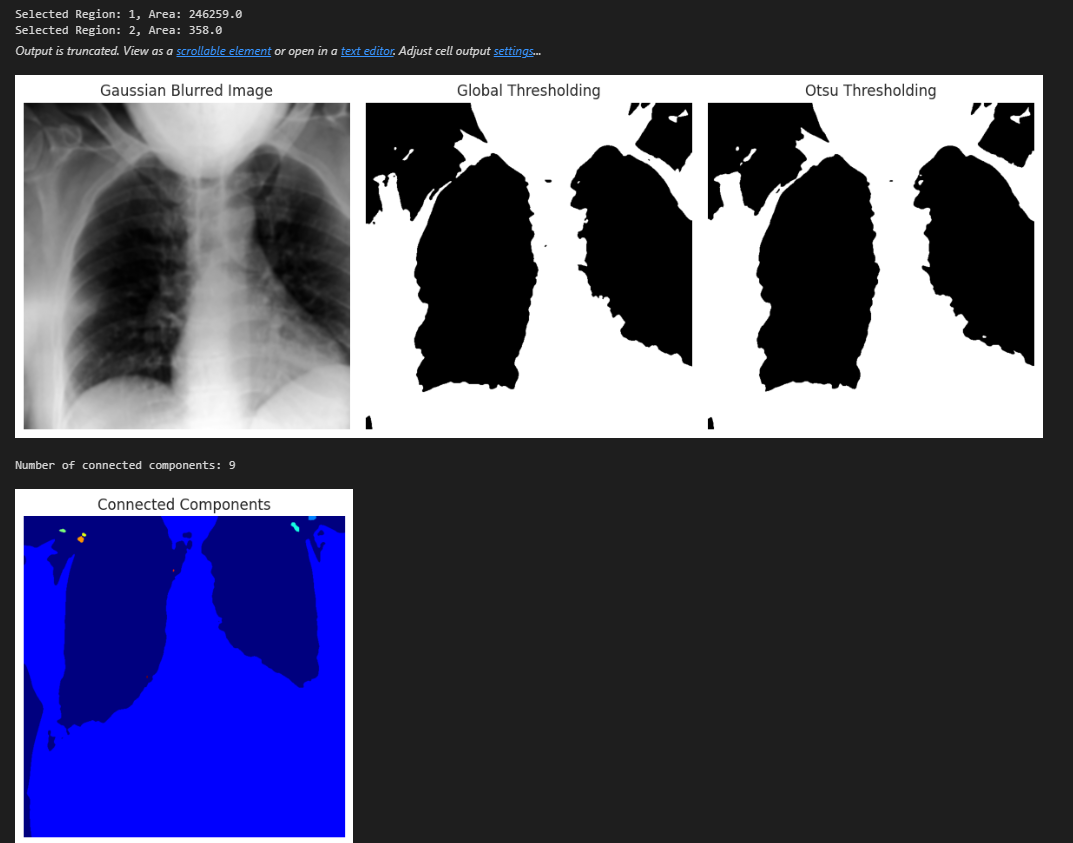 Selected Region: 1, Area: 246259.0
Selected Region: 2, Area: 358.0
Output is truncated. View as a scrollable element or open in a text editor. Adjust cell output settings...
Gaussian Blurred Image
Global Thresholding
Otsu Thresholding
Number of connected components: 9
Connected Components